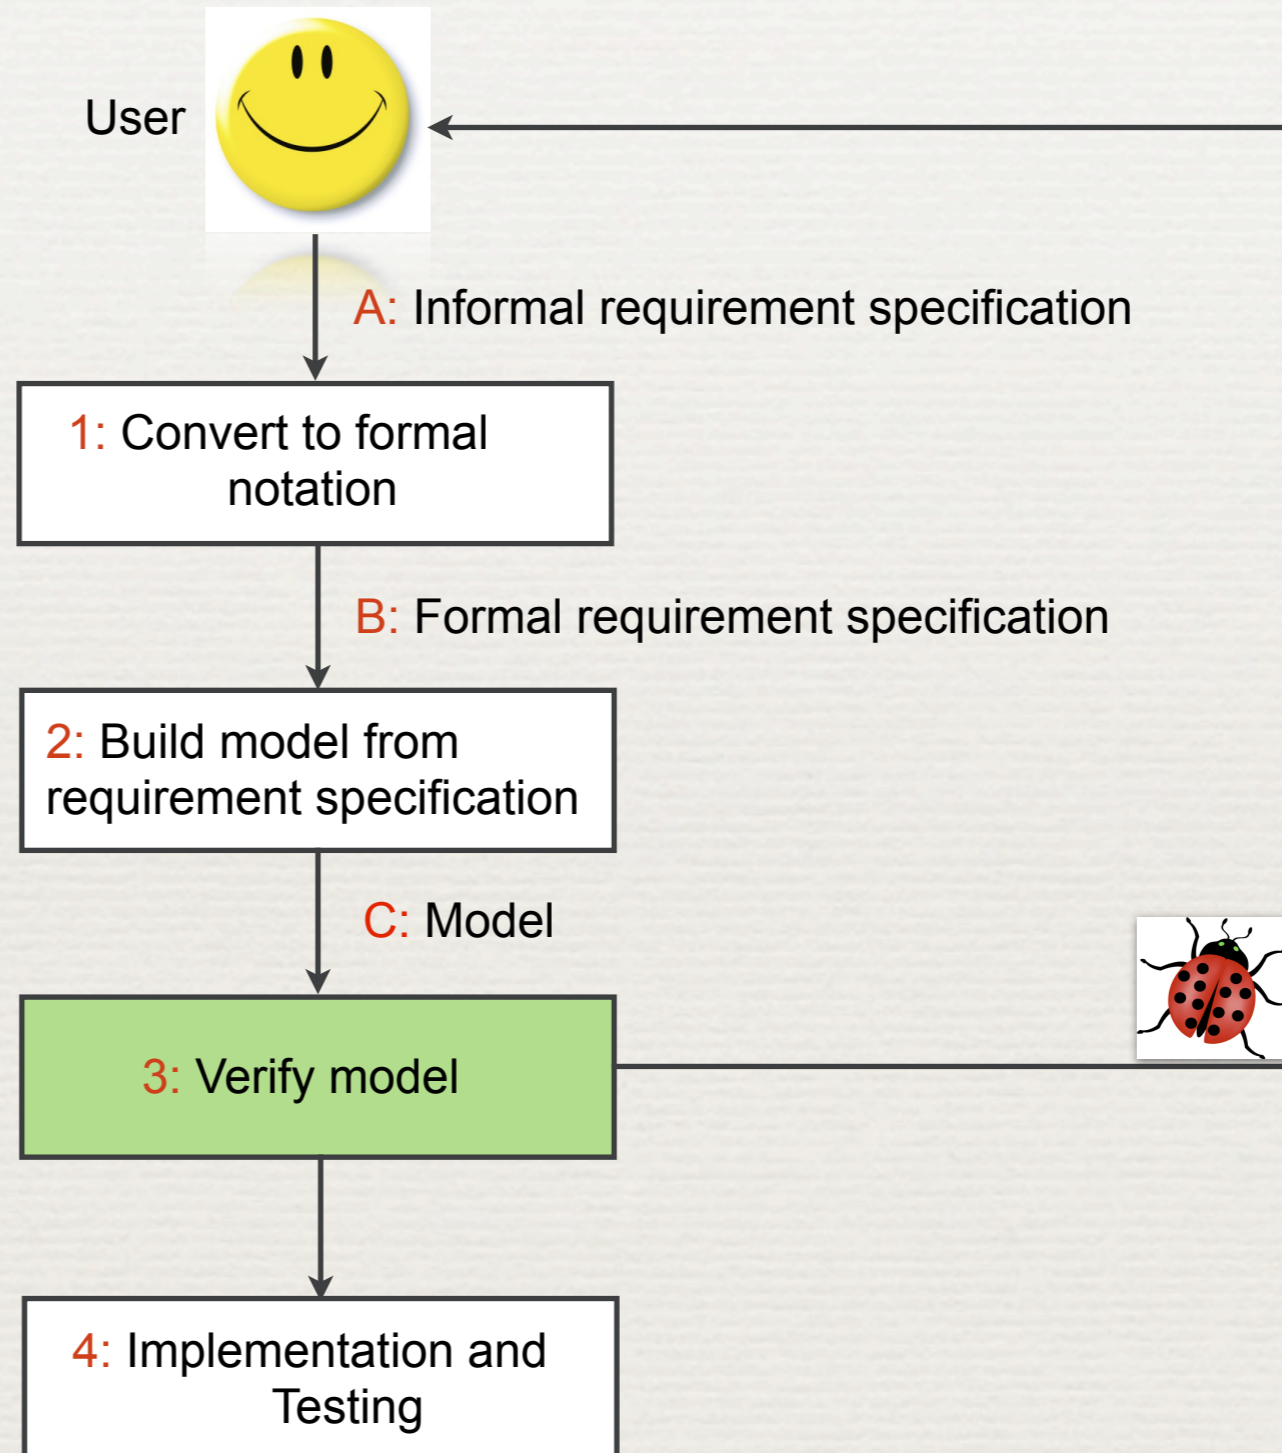 User
A: Informal requirement specification
1: Convert to formal
notation
B: Formal requirement specification
2: Build model from
requirement specification
C: Model
3: Verify model
4: Implementation and
Testing